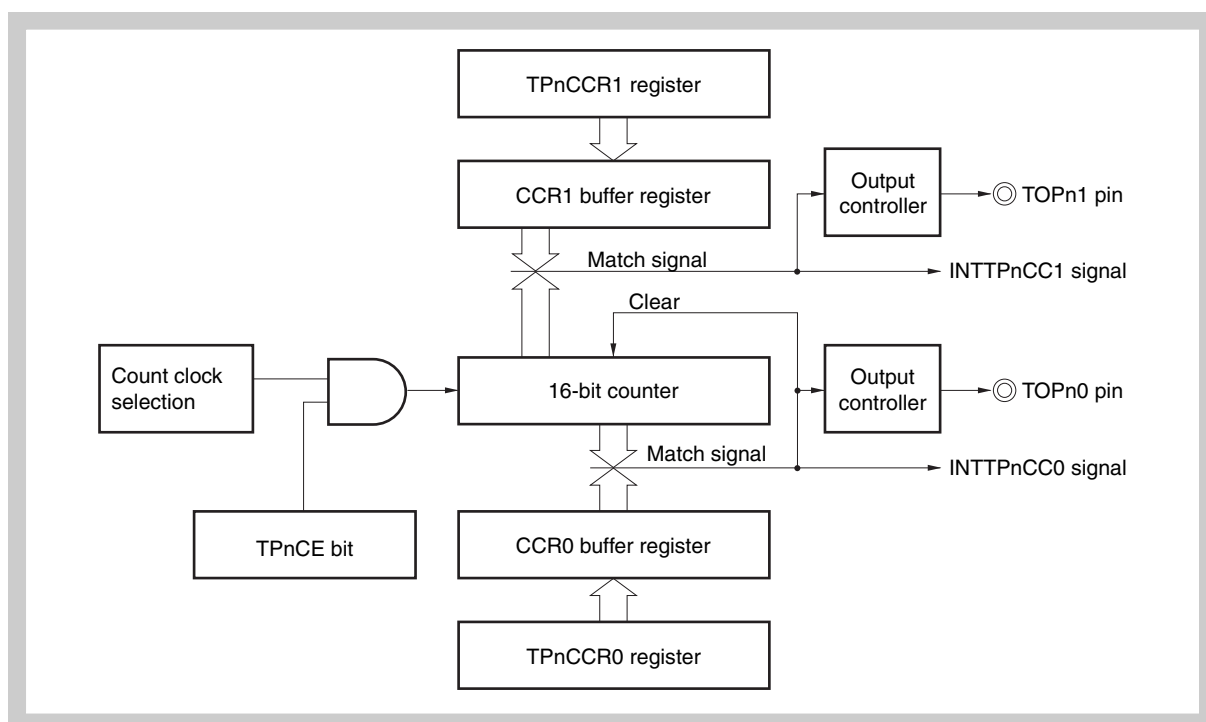 TPnCCR1 register
CCR1 buffer register
Output
controller
TOPn1 pin
Match signal
INTTPnCC1 signal
Clear
Count clock
selection
16-bit counter
Output
controller
TOPn0 pin
Match signal
INTTPnCC0 signal
TPnCE bit
CCR0 buffer register
TPnCCR0 register